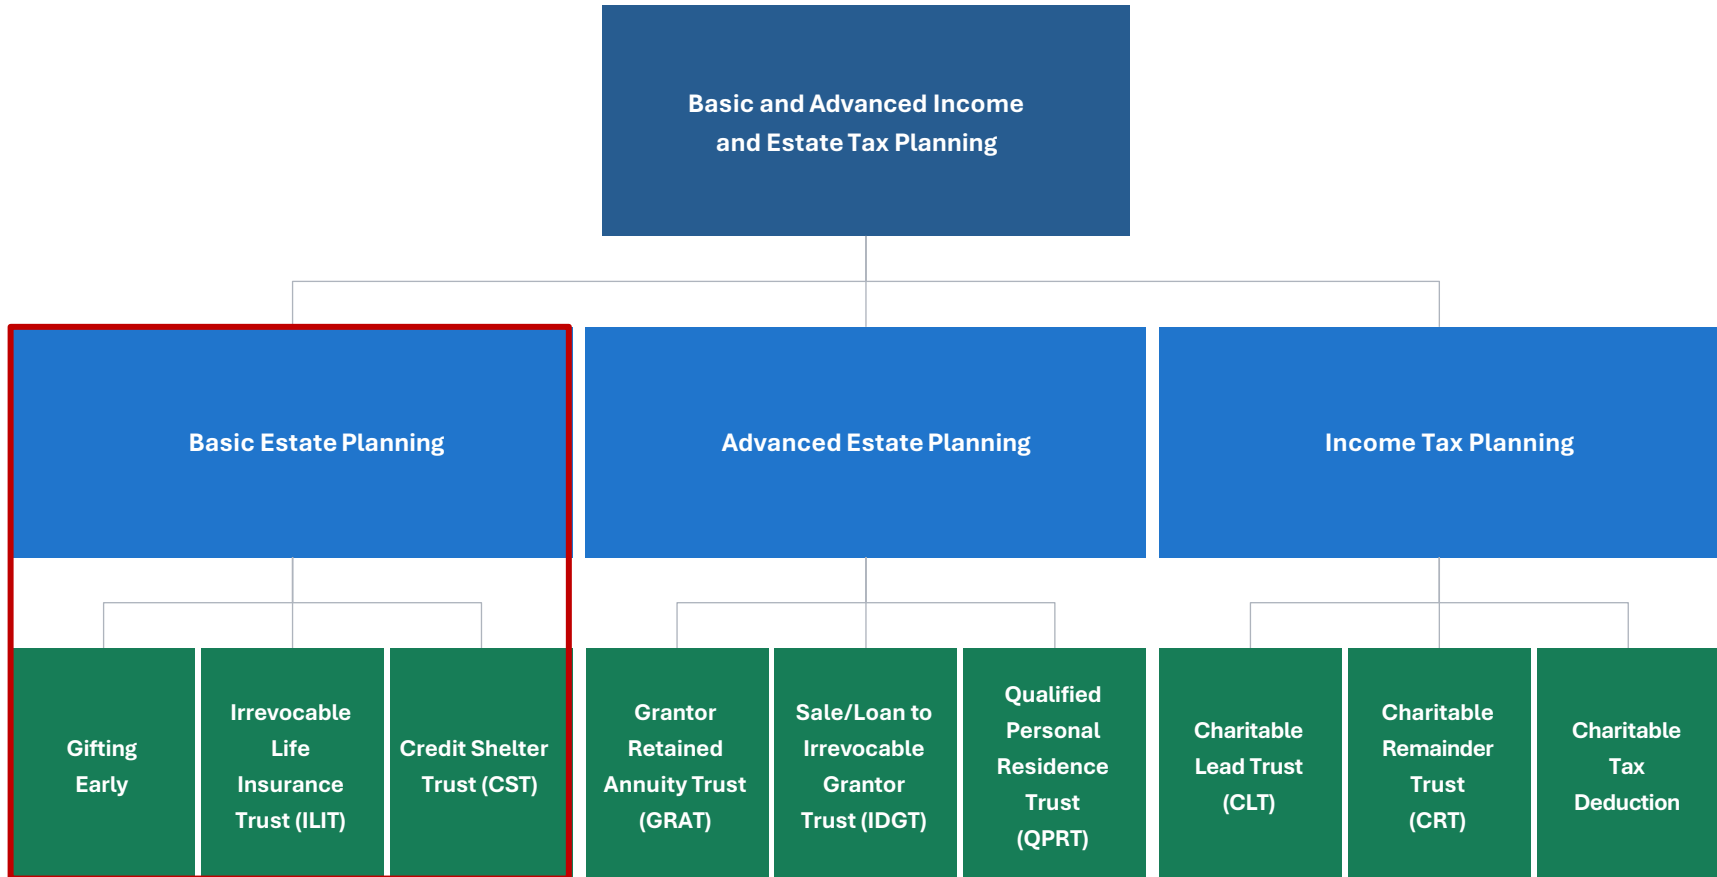 Basic and Advanced Income
and Estate Tax Planning
Basic Estate Planning
Advanced Estate Planning
Income Tax Planning
Gifting
Early
Irrevocable
Life
Insurance
Trust (ILIT)
Credit Shelter
Trust (CST)
Grantor
Retained
Annuity Trust
(GRAT)
Sale/Loan to
Irrevocable
Grantor
Trust (IDGT)
Qualified
Personal
Residence
Trust
(QPRT)
Charitable
Lead Trust
(CLT)
Charitable
Remainder
Trust
(CRT)
Charitable
Tax
Deduction